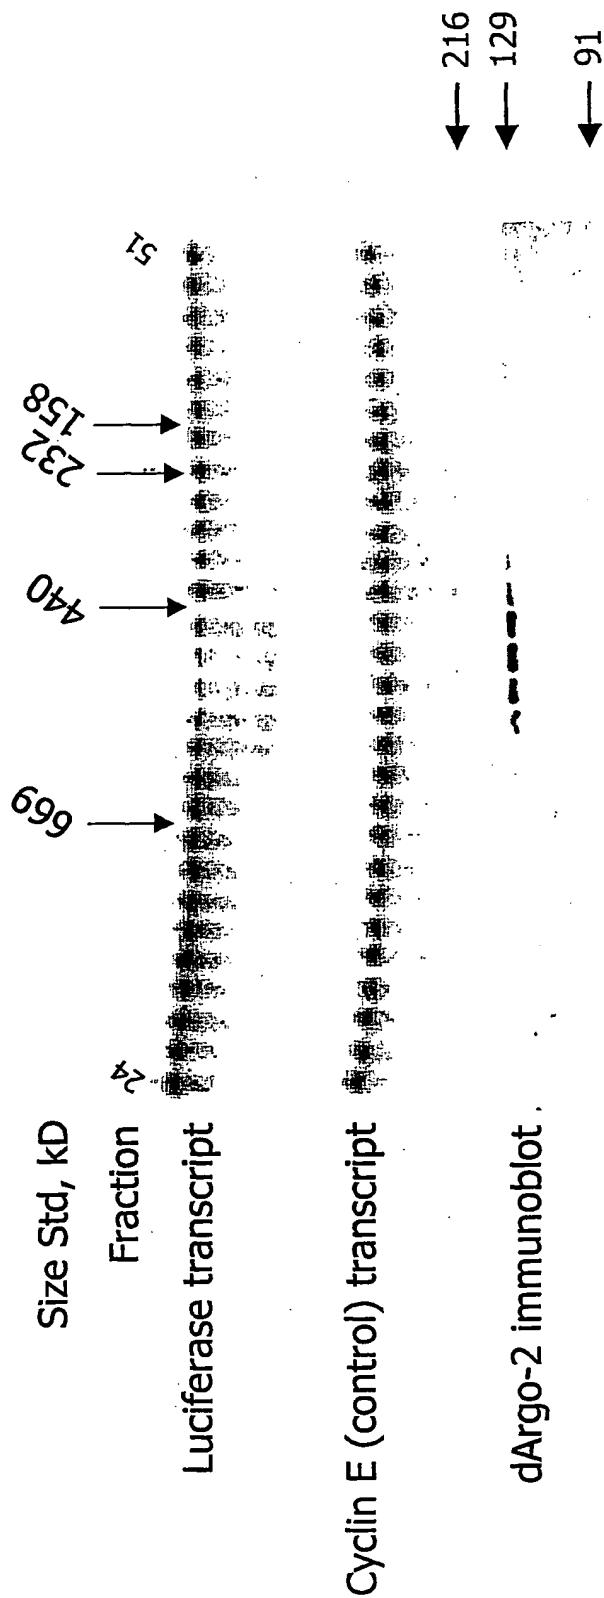 Size Std, kD
669
440
232
158
Fraction
24
51
Luciferase transcript
Cyclin E (control) transcript
dArgo-2 immunoblot
216
129
91